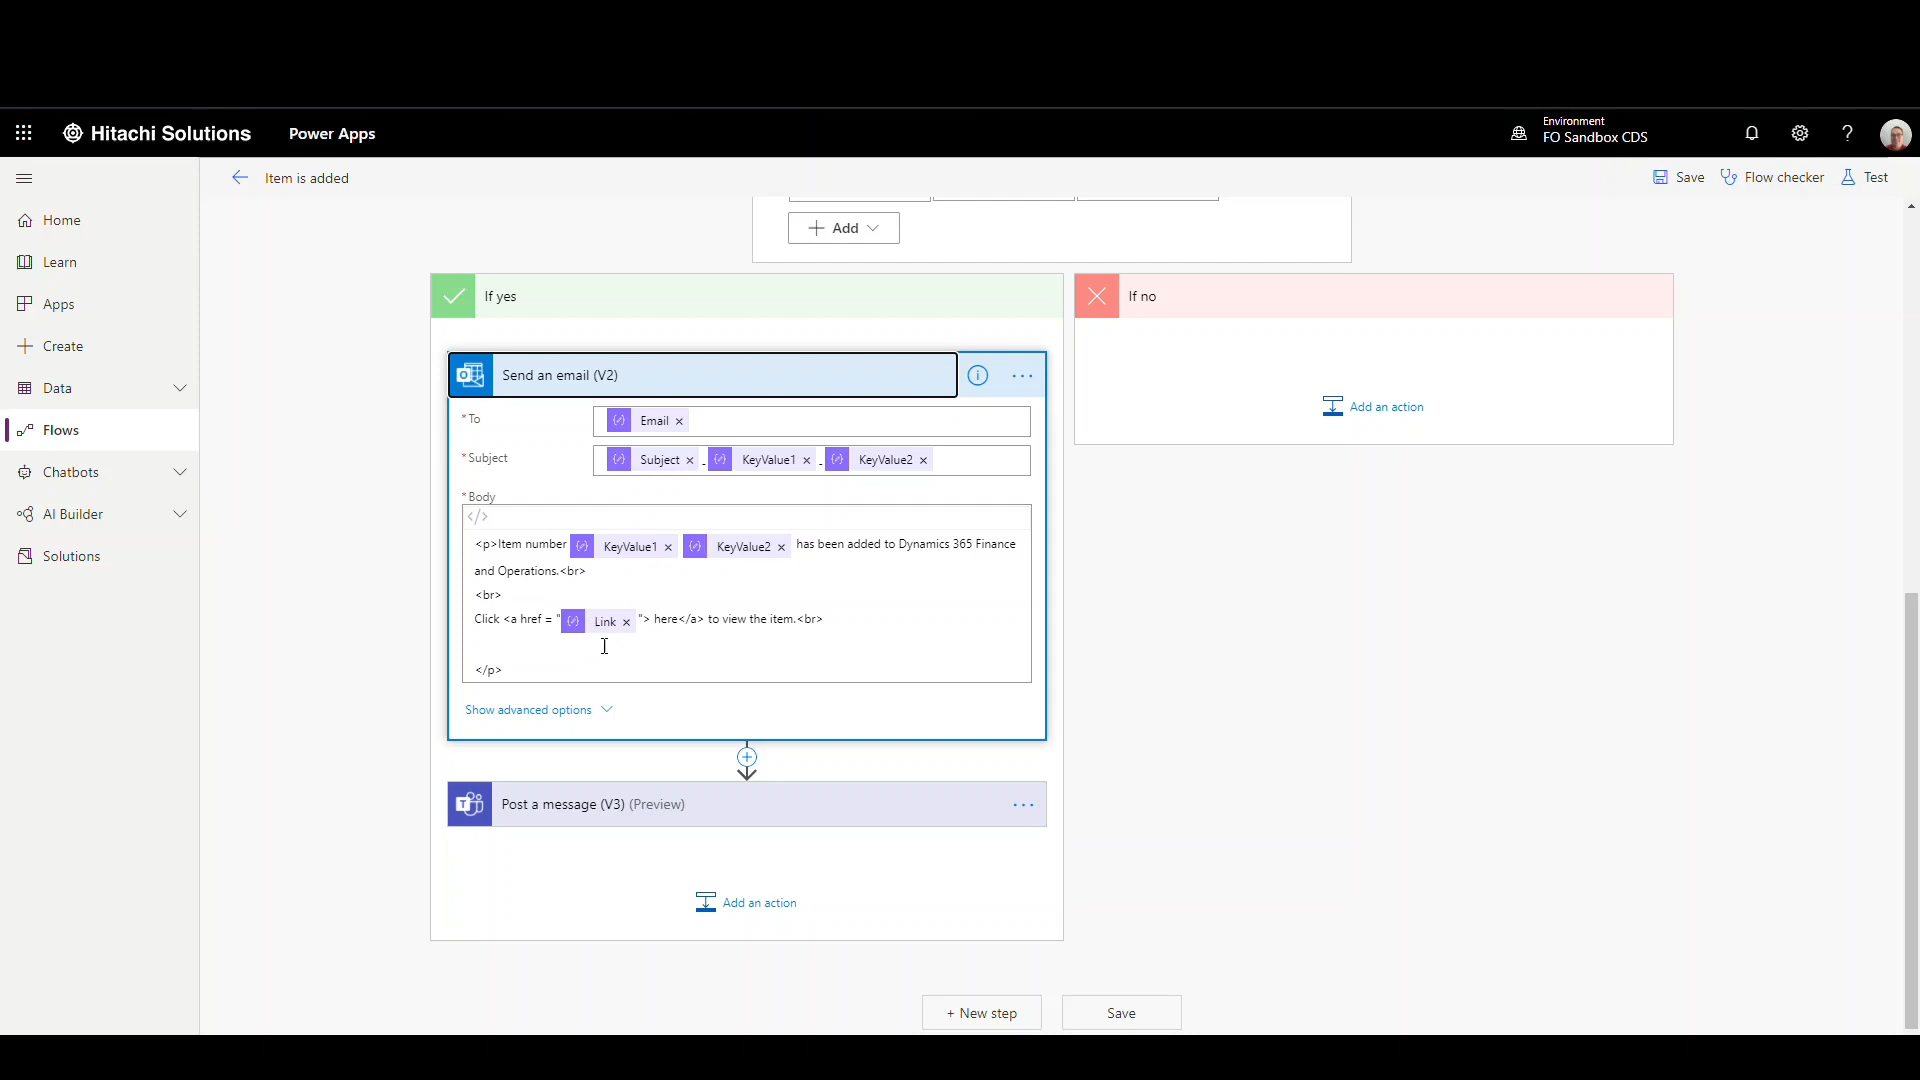 Hitachi Solutions
Power Apps
Environment
FO Sandbox CDS
?
Item is added
Save
Flow checker
Test
Home
Learn
Apps
Create
Data
Flows
Chatbots
AI Builder
Solutions
Add
If yes
If no
Send an email (V2)
Add an action
* To
Email ×
* Subject
Subject × - KeyValue1 × - KeyValue2 ×
* Body
</>
<p>Item number KeyValue1 × KeyValue2 × has been added to Dynamics 365 Finance
and Operations.<br>
<br>
Click <a href = " Link × "> here</a> to view the item.<br>
</p>
Show advanced options
Post a message (V3) (Preview)
Add an action
+ New step
Save